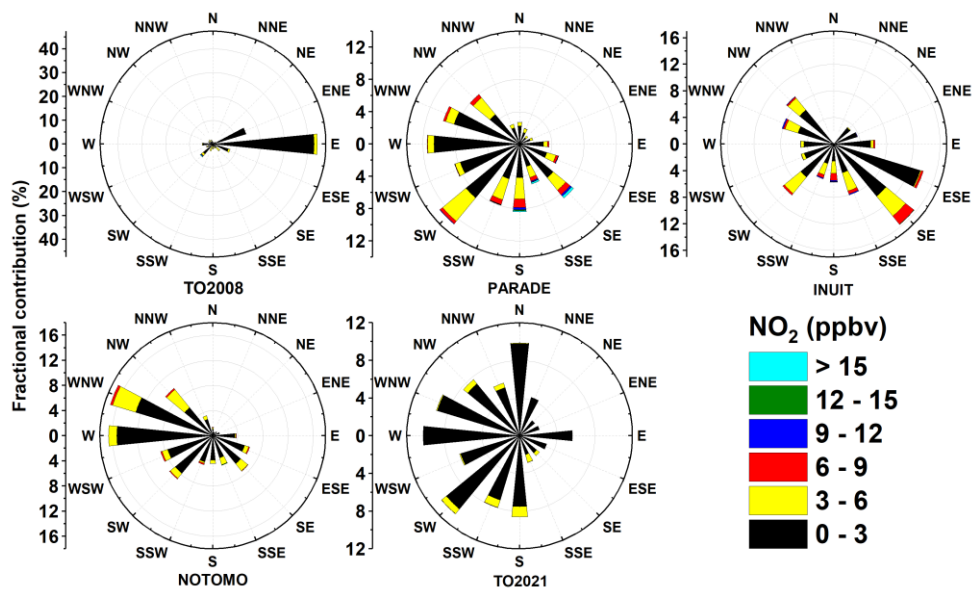 Fractional contribution (%)
40
30
20
10
0
10
20
30
40
N
NNE
NE
ENE
E
ESE
SE
SSE
S
SSW
SW
WSW
W
WNW
NW
NNW
TO2008
12
8
4
0
4
8
12
N
NNE
NE
ENE
E
ESE
SE
SSE
S
SSW
SW
WSW
W
WNW
NW
NNW
PARADE
16
12
8
4
0
4
8
12
16
N
NNE
NE
ENE
E
ESE
SE
SSE
S
SSW
SW
WSW
W
WNW
NW
NNW
INUIT
16
12
8
4
0
4
8
12
16
N
NNE
NE
ENE
E
ESE
SE
SSE
S
SSW
SW
WSW
W
WNW
NW
NNW
NOTOMO
12
8
4
0
4
8
12
N
NNE
NE
ENE
E
ESE
SE
SSE
S
SSW
SW
WSW
W
WNW
NW
NNW
TO2021
NO2 (ppbv)
> 15
12 - 15
9 - 12
6 - 9
3 - 6
0 - 3